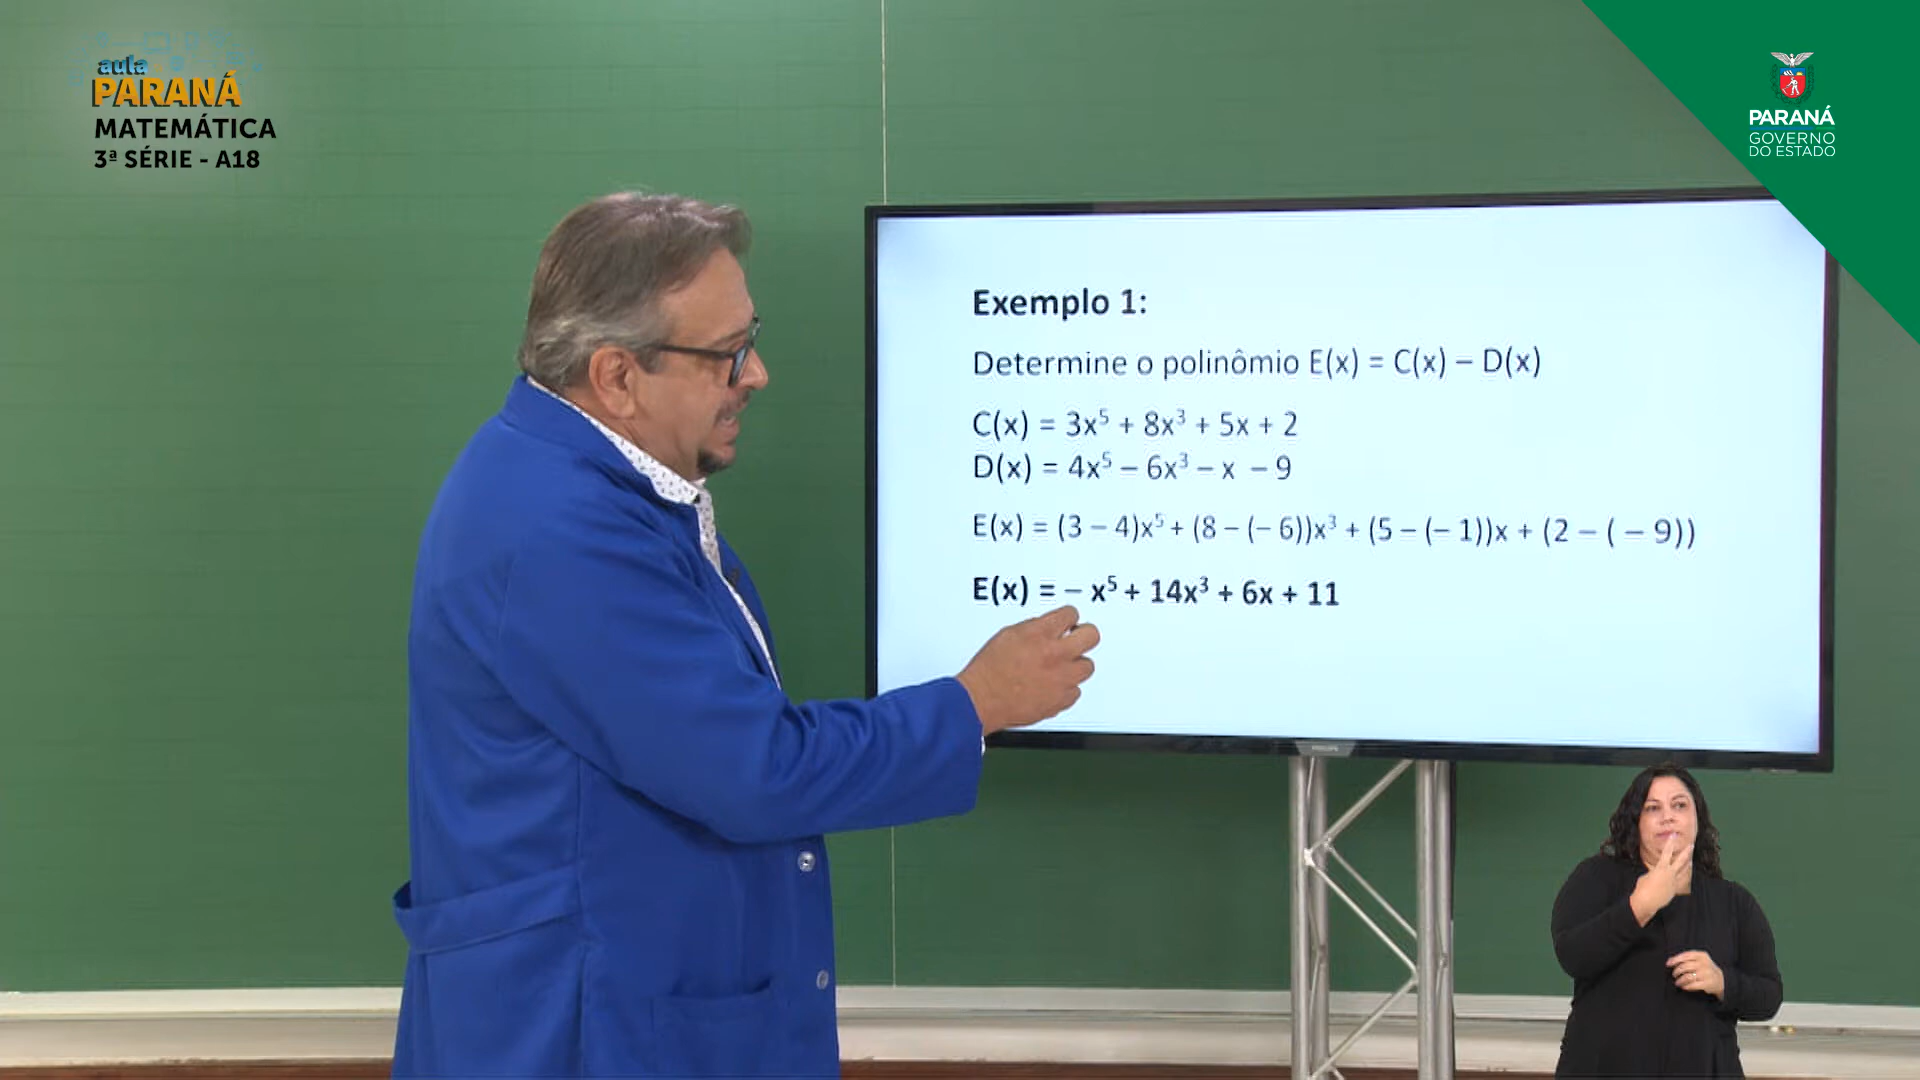 aula
PARANÁ
MATEMÁTICA
3ª SÉRIE - A18
PARANÁ
GOVERNO
DO ESTADO
Exemplo 1:
Determine o polinômio E(x) = C(x) – D(x)
C(x) = 3x⁵ + 8x³ + 5x + 2
D(x) = 4x⁵ – 6x³ – x – 9
E(x) = (3 – 4)x⁵ + (8 – (– 6))x³ + (5 – (– 1))x + (2 – ( – 9))
E(x) = – x⁵ + 14x³ + 6x + 11
PHILIPS